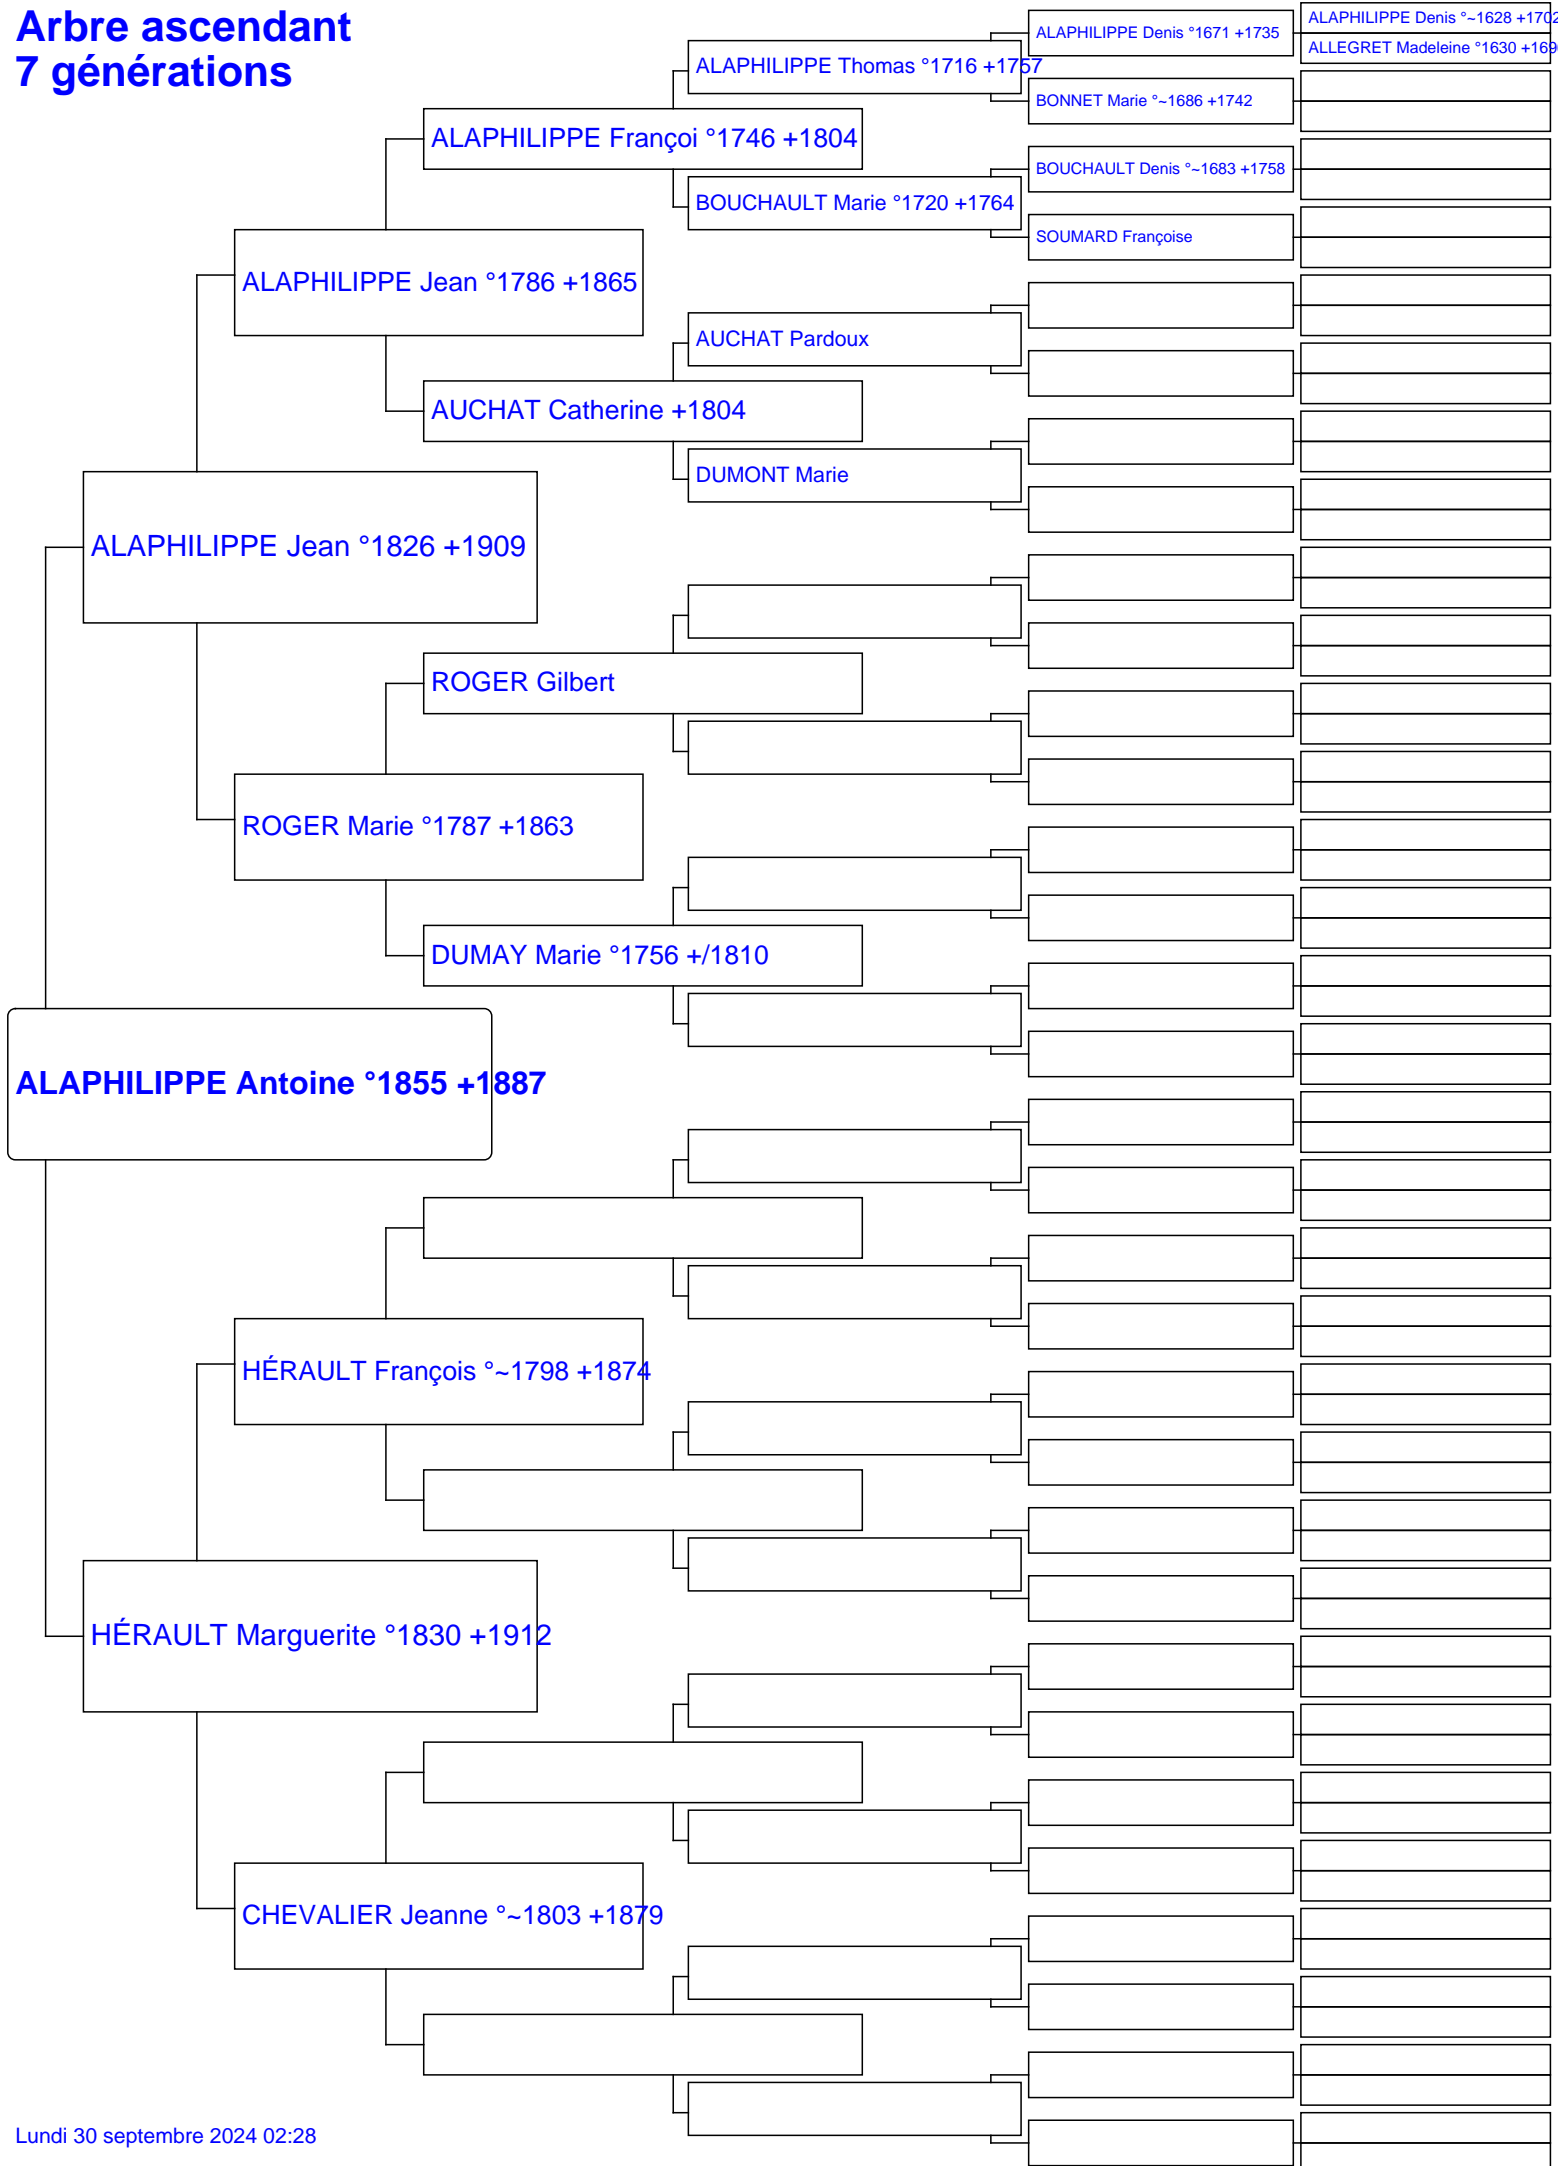 Arbre ascendant
7 générations
ALAPHILIPPE Denis °~1628 +1702
ALLEGRET Madeleine °1630 +169
ALAPHILIPPE Denis °1671 +1735
ALAPHILIPPE Thomas °1716 +1757
BONNET Marie °~1686 +1742
ALAPHILIPPE Françoi °1746 +1804
BOUCHAULT Denis °~1683 +1758
BOUCHAULT Marie °1720 +1764
SOUMARD Françoise
ALAPHILIPPE Jean °1786 +1865
AUCHAT Pardoux
AUCHAT Catherine +1804
DUMONT Marie
ALAPHILIPPE Jean °1826 +1909
ROGER Gilbert
ROGER Marie °1787 +1863
DUMAY Marie °1756 +/1810
ALAPHILIPPE Antoine °1855 +1887
HÉRAULT François °~1798 +1874
HÉRAULT Marguerite °1830 +1912
CHEVALIER Jeanne °~1803 +1879
Lundi 30 septembre 2024 02:28